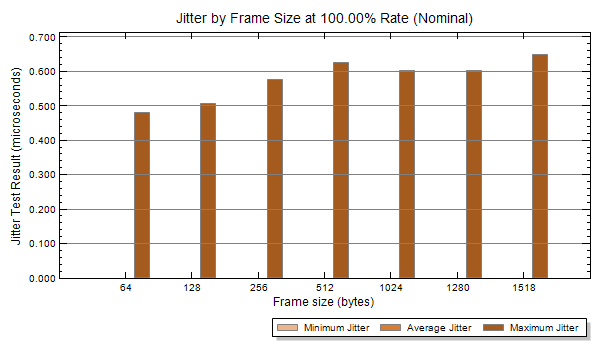 Jitter by Frame Size at 100.00% Rate (Nominal)
Jitter Test Result (microseconds)
0.700
0.600
0.500
0.400
0.300
0.200
0.100
0.000
64 128 256 512 1024 1280 1518
Frame size (bytes)
Minimum Jitter Average Jitter Maximum Jitter